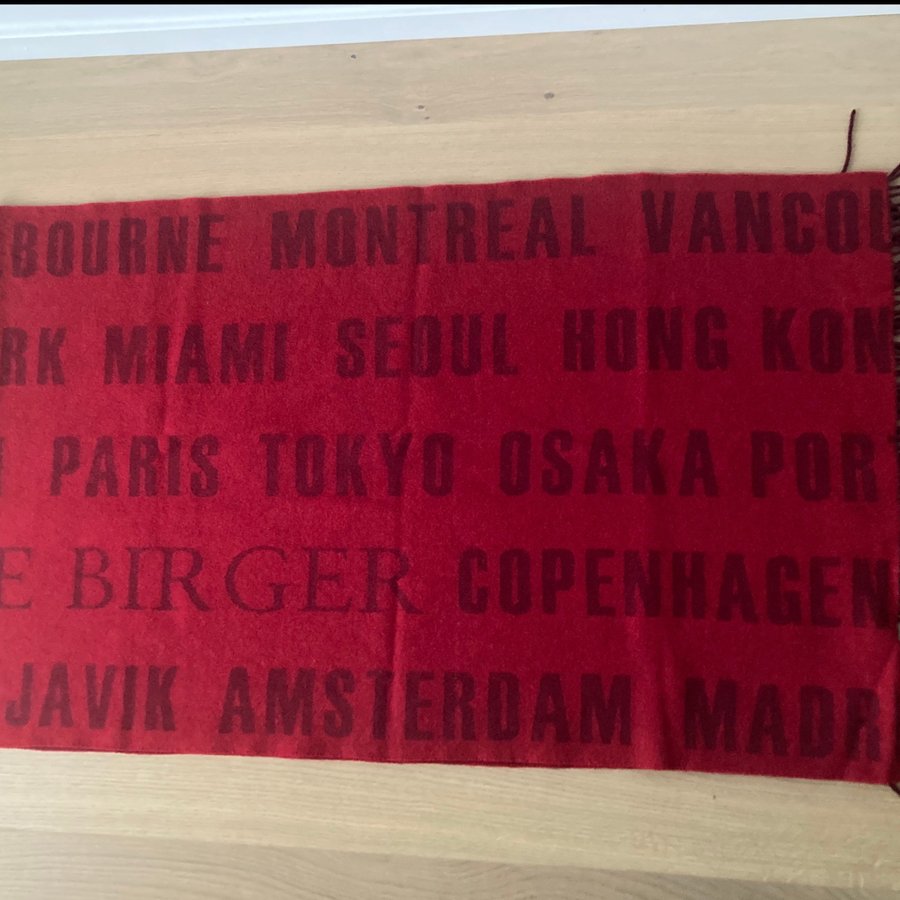 BOURNE MONTREAL VANCOU
RK MIAMI SEOUL HONG KON
PARIS TOKYO OSAKA POR
E BIRGER COPENHAGEN
JAVIK AMSTERDAM MADR